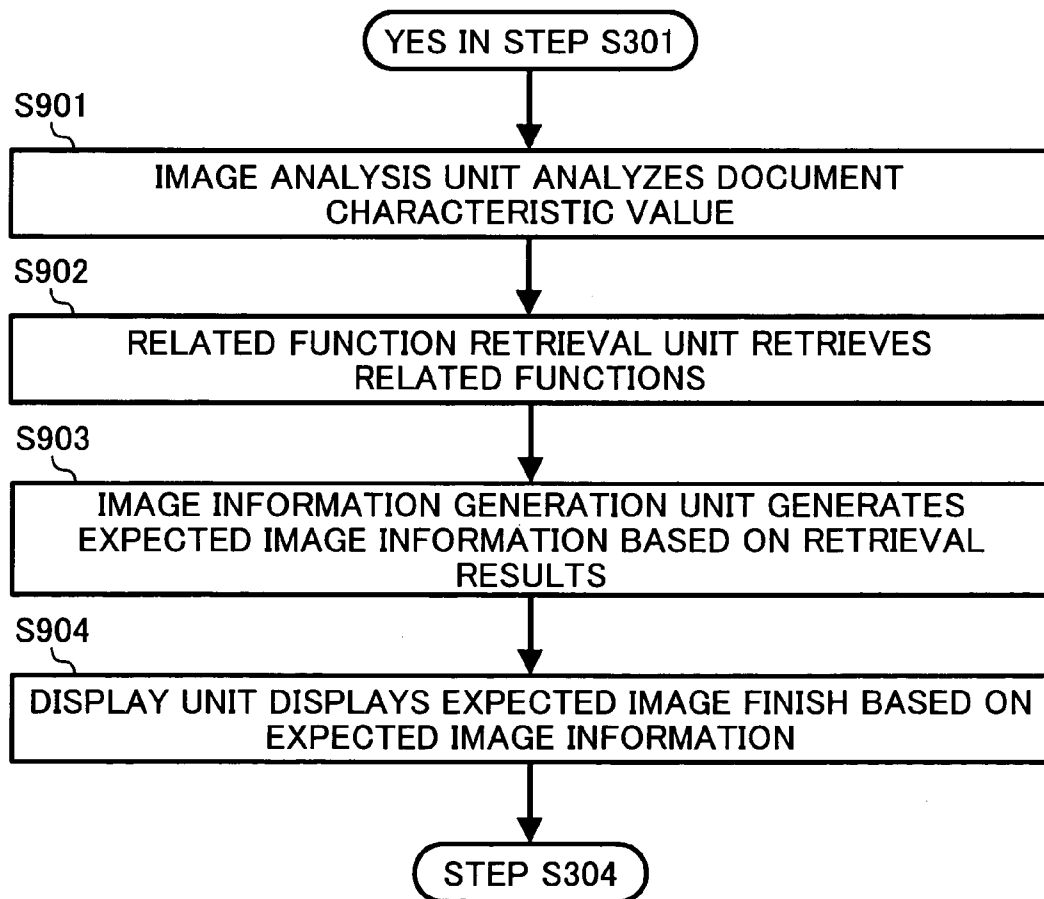 YES IN STEP S301
S901
IMAGE ANALYSIS UNIT ANALYZES DOCUMENT
CHARACTERISTIC VALUE
S902
RELATED FUNCTION RETRIEVAL UNIT RETRIEVES
RELATED FUNCTIONS
S903
IMAGE INFORMATION GENERATION UNIT GENERATES
EXPECTED IMAGE INFORMATION BASED ON RETRIEVAL
RESULTS
S904
DISPLAY UNIT DISPLAYS EXPECTED IMAGE FINISH BASED ON
EXPECTED IMAGE INFORMATION
STEP S304